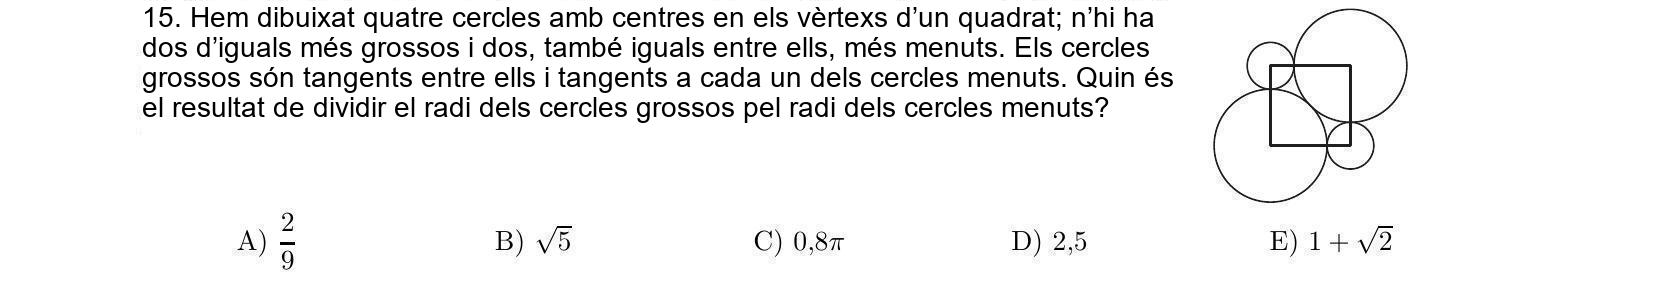 15. Hem dibuixat quatre cercles amb centres en els vèrtexs d'un quadrat; n'hi ha
dos d'iguals més grossos i dos, també iguals entre ells, més menuts. Els cercles
grossos són tangents entre ells i tangents a cada un dels cercles menuts. Quin és
el resultat de dividir el radi dels cercles grossos pel radi dels cercles menuts?
A) 2/9 B) √5 C) 0,8π D) 2,5 E) 1 + √2